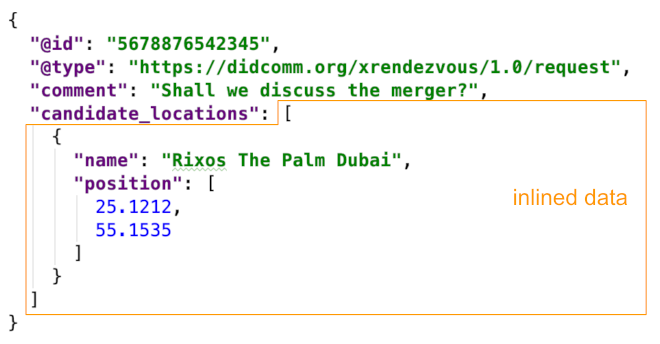 {
"@id": "5678876542345",
"@type": "https://didcomm.org/xrendezvous/1.0/request",
"comment": "Shall we discuss the merger?",
"candidate_locations": [
{
"name": "Rixos The Palm Dubai",
"position": [
25.1212,
55.1535
]
}
]
}
inlined data